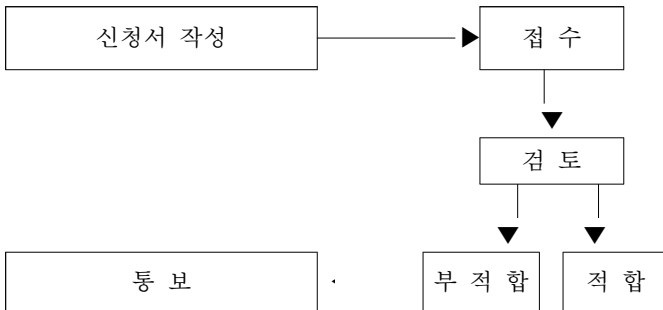 신청서 작성
접 수
검 토
통 보
부 적 합
적 합